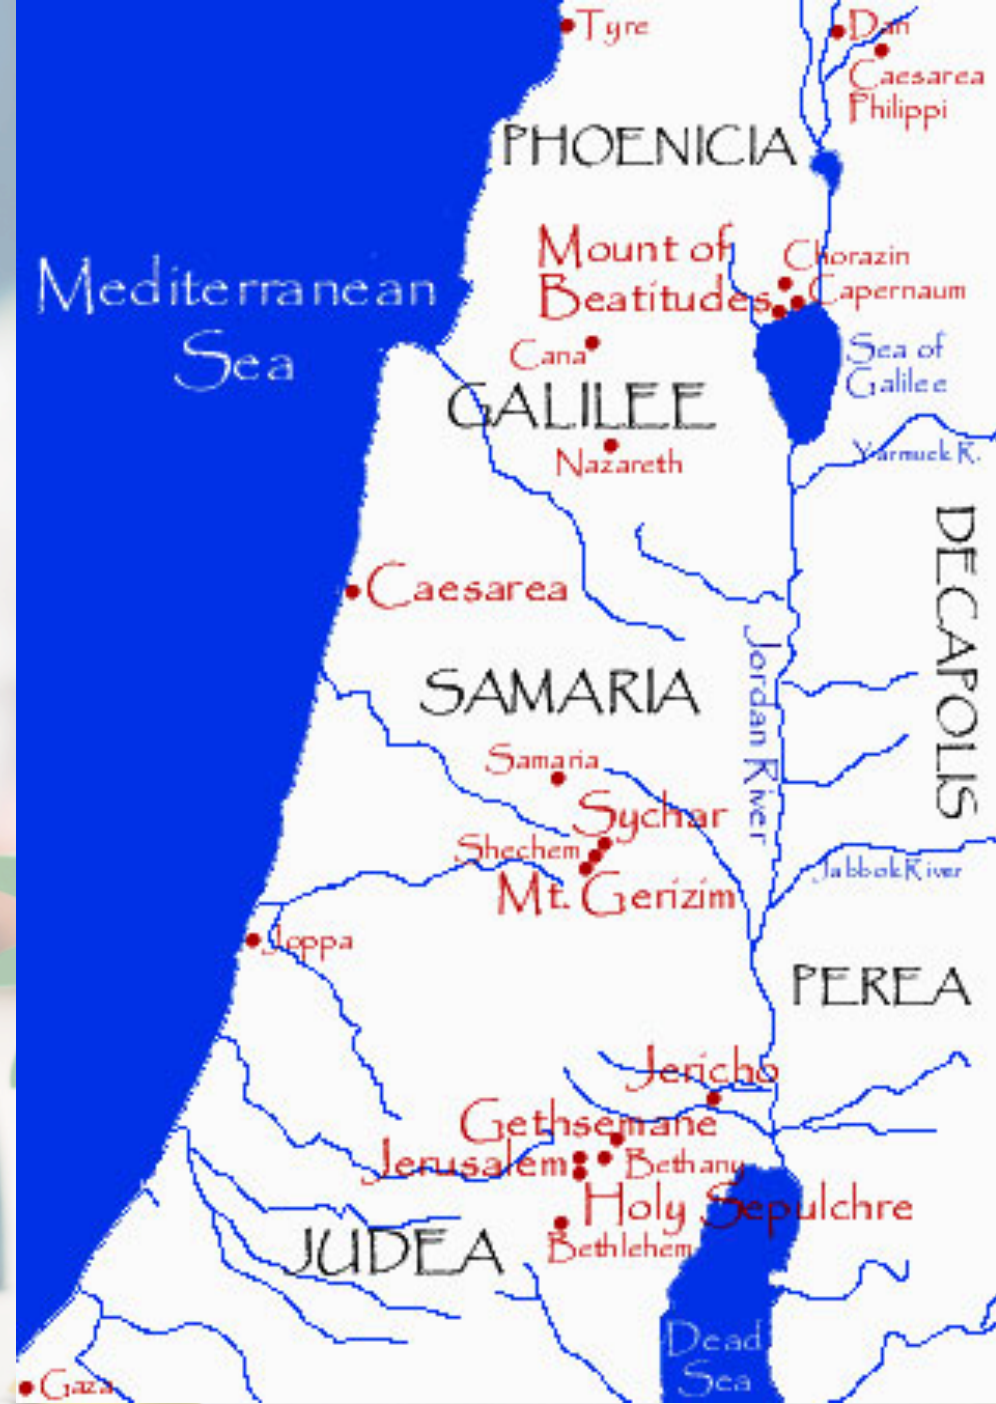 Tyre
Dan
Caesarea
Philippi
PHOENICIA
Mount of
Beatitudes
Chorazin
Capernaum
Mediterranean
Sea
Cana
Sea of
Galilee
GALILEE
Nazareth
Yarmuck R.
DECAPOLIS
Caesarea
Jordan River
SAMARIA
Samaria
Sychar
Shechem
Mt. Gerizim
Jabbok River
Joppa
PEREA
Jericho
Gethsemane
Jerusalem
Bethany
Holy Sepulchre
JUDEA
Bethlehem
Dead
Sea
Gaza